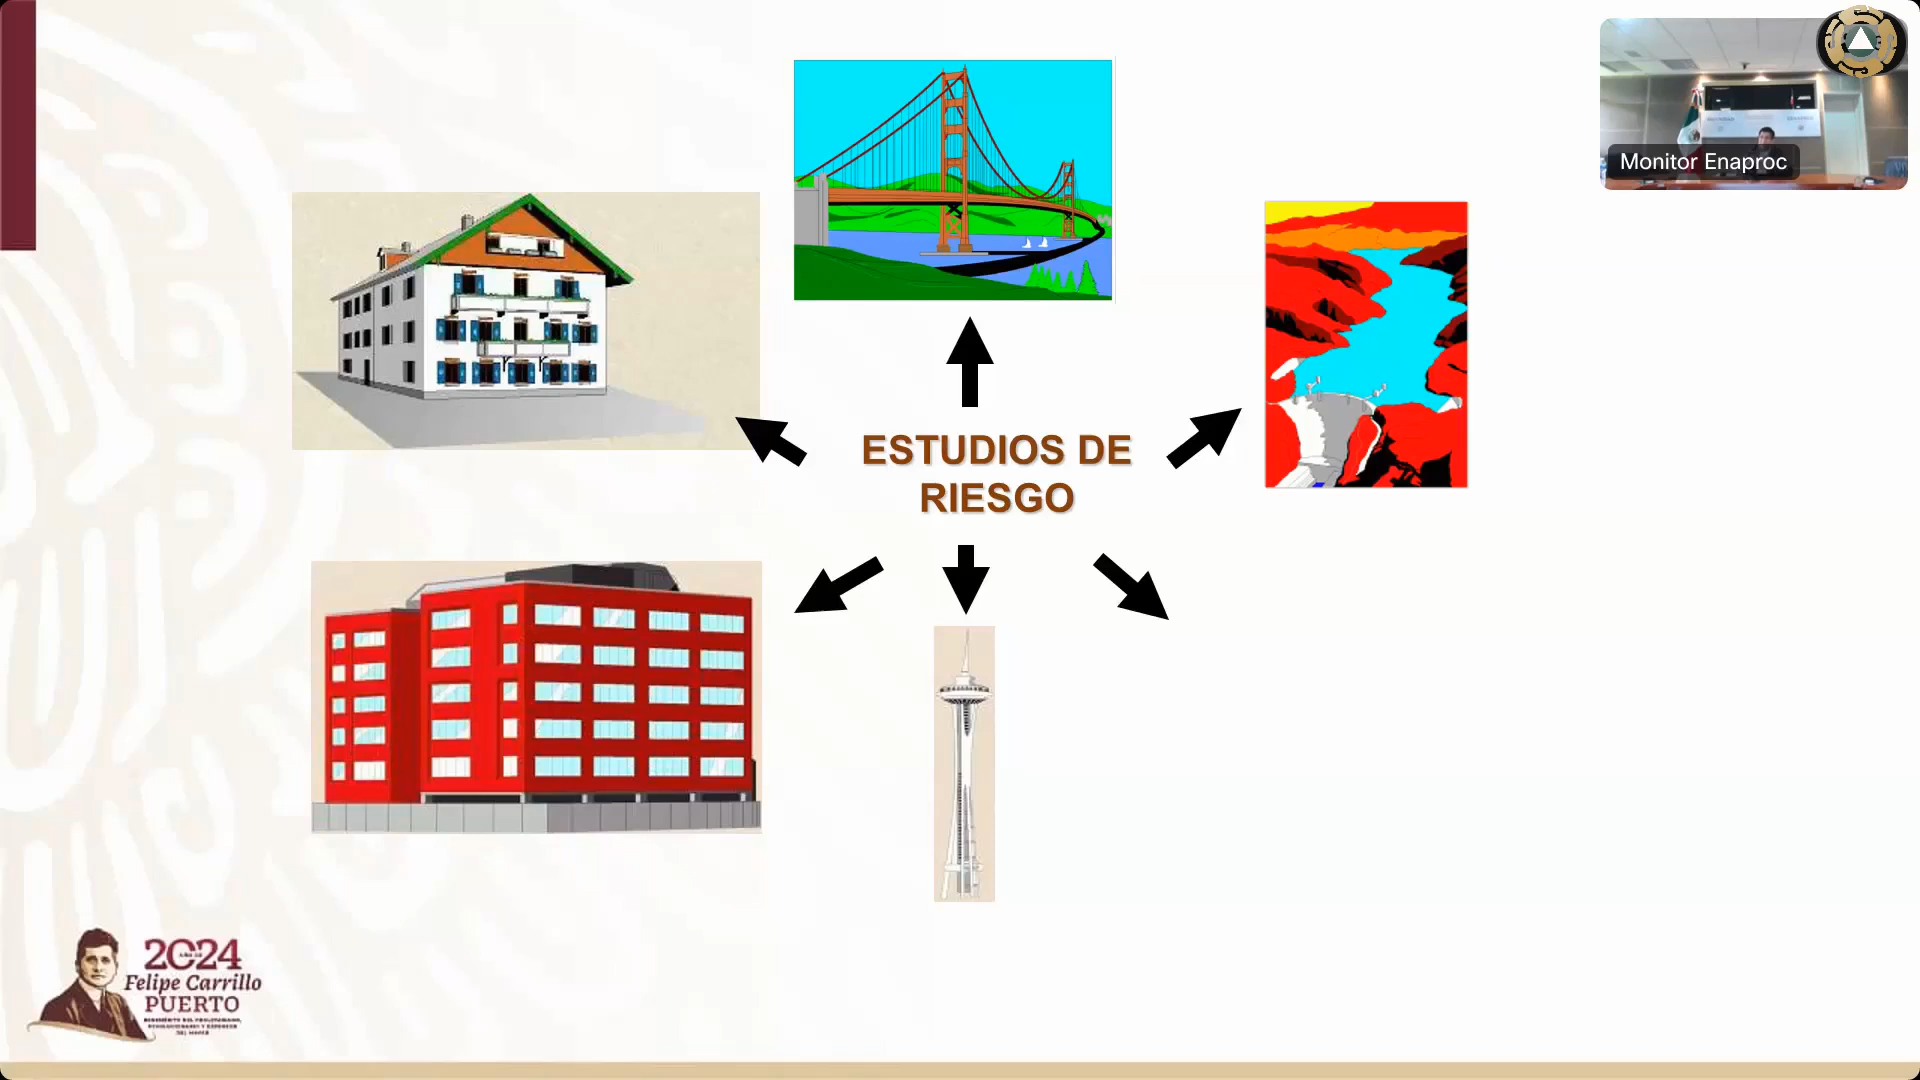 Monitor Enaproc
ESTUDIOS DE
RIESGO
2024
Felipe Carrillo
PUERTO